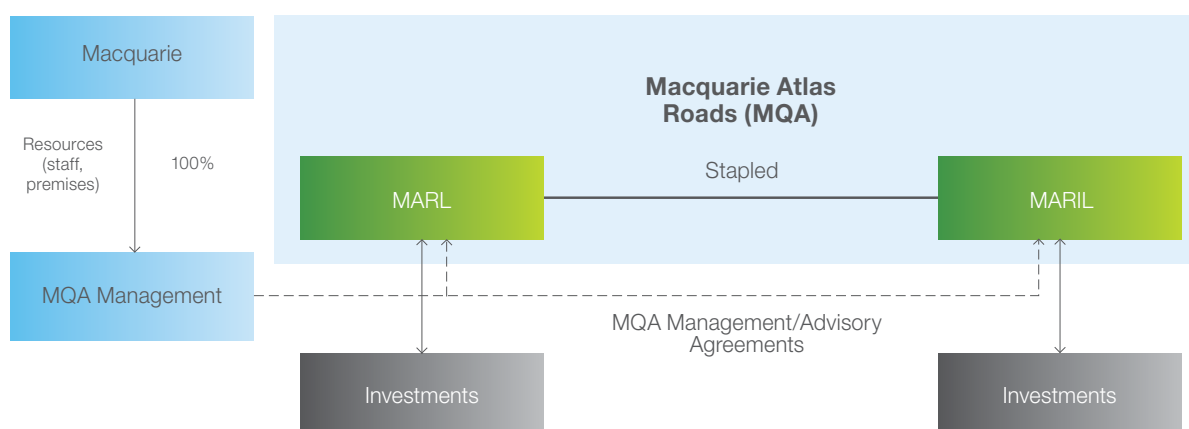 Macquarie
Macquarie Atlas
Roads (MQA)
Resources
(staff,
premises)
100%
Stapled
MARL
MARIL
MQA Management
MQA Management/Advisory
Agreements
Investments
Investments